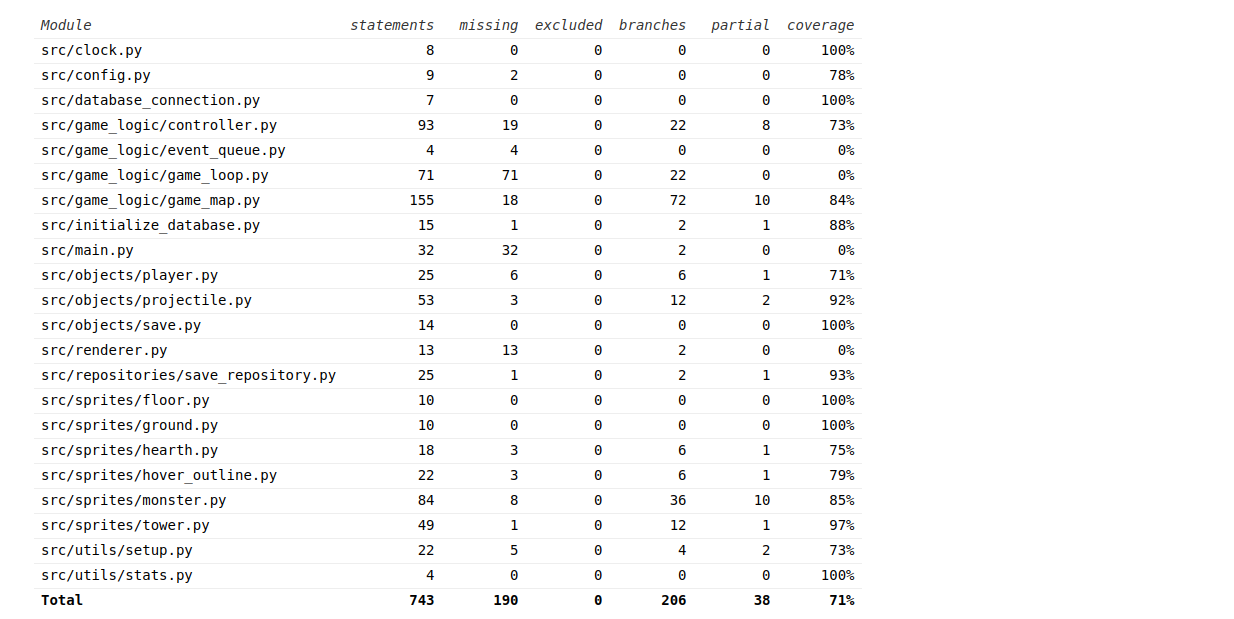 Module statements missing excluded branches partial coverage
src/clock.py 8 0 0 0 0 100%
src/config.py 9 2 0 0 0 78%
src/database_connection.py 7 0 0 0 0 100%
src/game_logic/controller.py 93 19 0 22 8 73%
src/game_logic/event_queue.py 4 4 0 0 0 0%
src/game_logic/game_loop.py 71 71 0 22 0 0%
src/game_logic/game_map.py 155 18 0 72 10 84%
src/initialize_database.py 15 1 0 2 1 88%
src/main.py 32 32 0 2 0 0%
src/objects/player.py 25 6 0 6 1 71%
src/objects/projectile.py 53 3 0 12 2 92%
src/objects/save.py 14 0 0 0 0 100%
src/renderer.py 13 13 0 2 0 0%
src/repositories/save_repository.py 25 1 0 2 1 93%
src/sprites/floor.py 10 0 0 0 0 100%
src/sprites/ground.py 10 0 0 0 0 100%
src/sprites/hearth.py 18 3 0 6 1 75%
src/sprites/hover_outline.py 22 3 0 6 1 79%
src/sprites/monster.py 84 8 0 36 10 85%
src/sprites/tower.py 49 1 0 12 1 97%
src/utils/setup.py 22 5 0 4 2 73%
src/utils/stats.py 4 0 0 0 0 100%
Total 743 190 0 206 38 71%